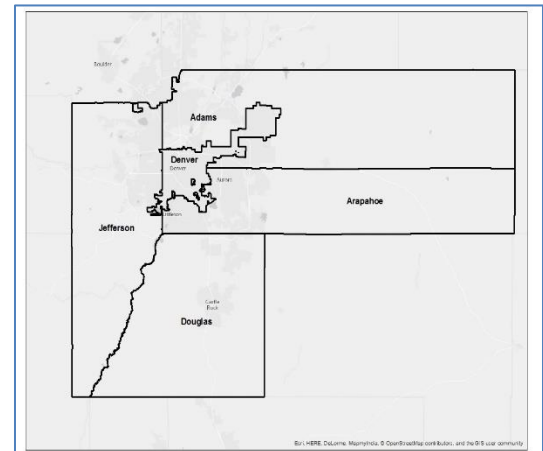 Boulder
Adams
Denver
Denver
Aurora
Arapahoe
Jefferson
Littleton
Castle
Rock
Douglas
Esri, HERE, DeLorme, MapmyIndia, © OpenStreetMap contributors, and the GIS user community